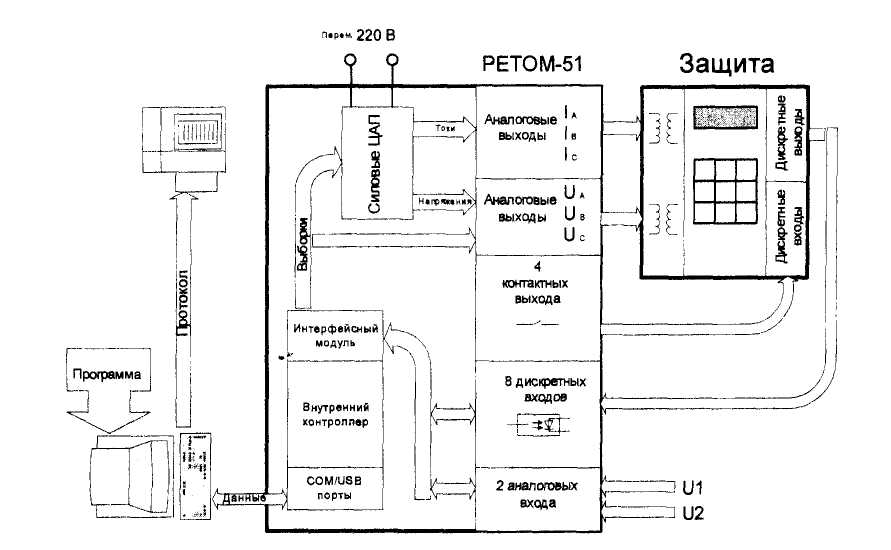 Перем. 220 В
РЕТОМ-51
Защита
Силовые ЦАП
Токи
Напряжения
Аналоговые
выходы
I A
I B
I C
Аналоговые
выходы
U A
U B
U C
Дискретные
выходы
Дискретные
входы
Выборки
4
контактных
выхода
Протокол
Интерфейсный
модуль
Программа
8 дискретных
входов
Внутренний
контроллер
Данные
COM/USB
порты
2 аналоговых
входа
U1
U2